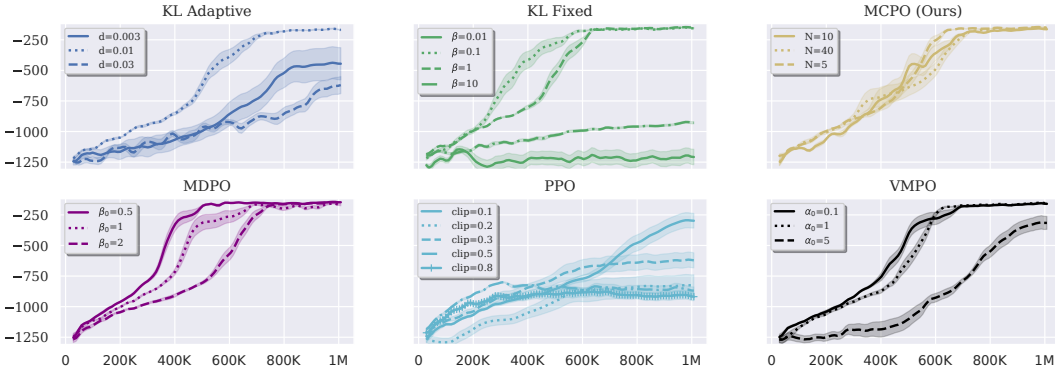 KL Adaptive
KL Fixed
MCPO (Ours)
−250
−500
−750
−1000
−1250
d=0.003
d=0.01
d=0.03
β=0.01
β=0.1
β=1
β=10
N=10
N=40
N=5
MDPO
PPO
VMPO
−250
−500
−750
−1000
−1250
β₀=0.5
β₀=1
β₀=2
clip=0.1
clip=0.2
clip=0.3
clip=0.5
clip=0.8
α₀=0.1
α₀=1
α₀=5
0 200K 400K 600K 800K 1M
0 200K 400K 600K 800K 1M
0 200K 400K 600K 800K 1M